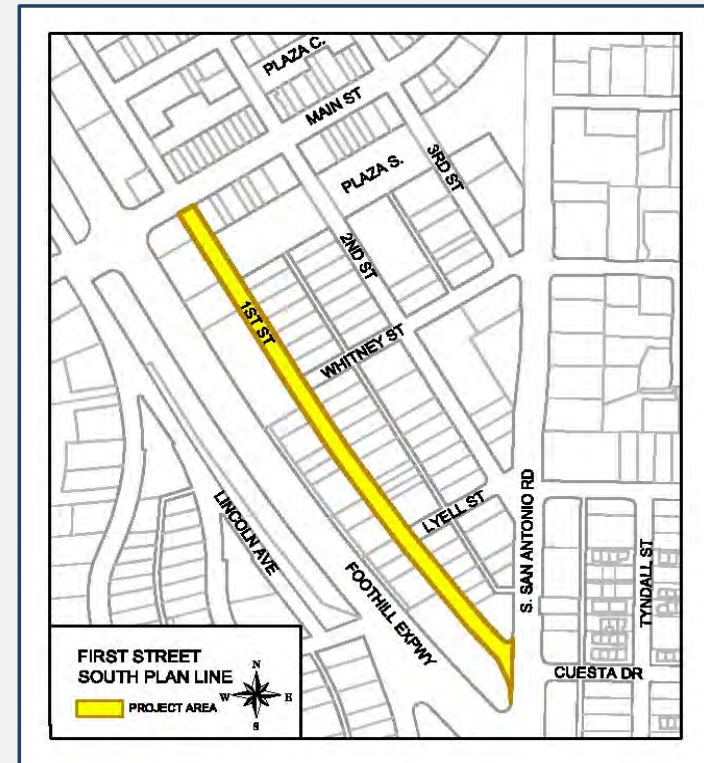 PLAZA C.
MAIN ST
3RD ST
PLAZA S.
2ND ST
1ST ST
WHITNEY ST
LYELL ST
S. SAN ANTONIO RD
LINCOLN AVE
FOOTHILL EXPWY
TYNDALL ST
CUESTA DR
FIRST STREET
SOUTH PLAN LINE
N
W E
S
PROJECT AREA